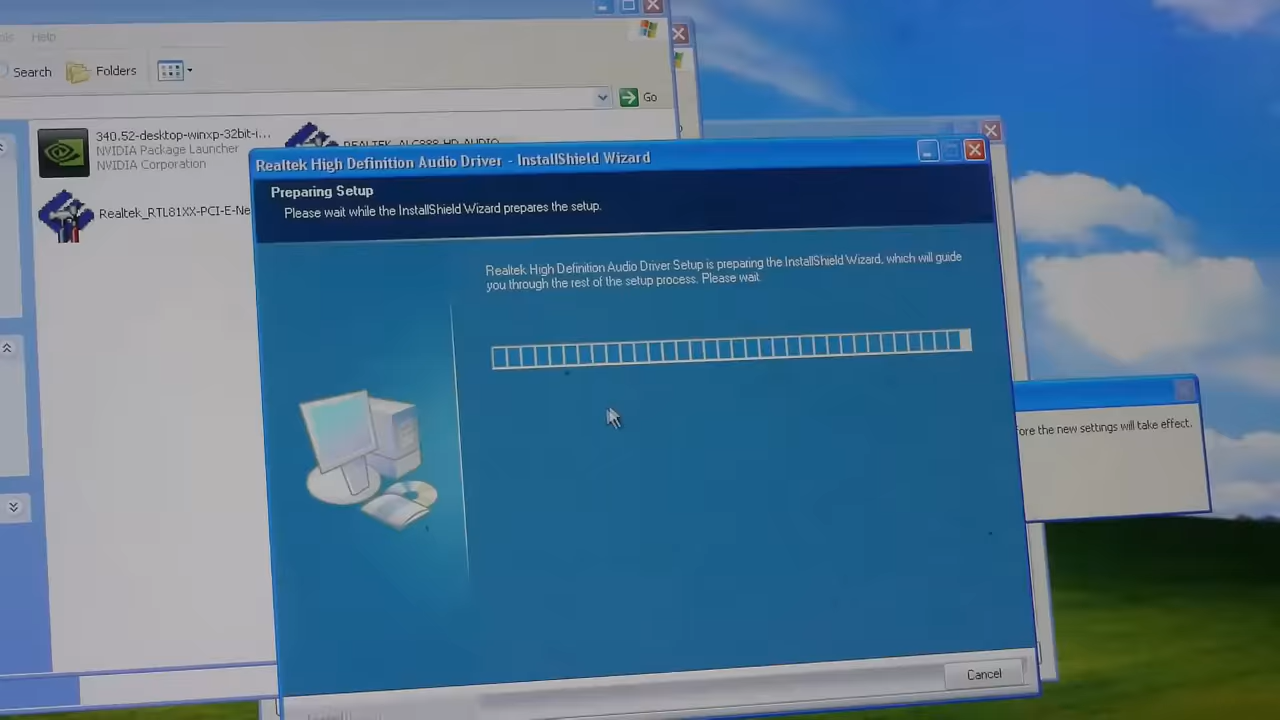 Help
Search
Folders
Go
340.52-desktop-winxp-32bit-i...
NVIDIA Package Launcher
NVIDIA Corporation
REALTEK_ALC888-HD-AUDIO
Realtek_RTL81XX-PCI-E-Ne
Realtek High Definition Audio Driver - InstallShield Wizard
Preparing Setup
Please wait while the InstallShield Wizard prepares the setup.
Realtek High Definition Audio Driver Setup is preparing the InstallShield Wizard, which will guide
you through the rest of the setup process. Please wait.
fore the new settings will take effect.
Cancel